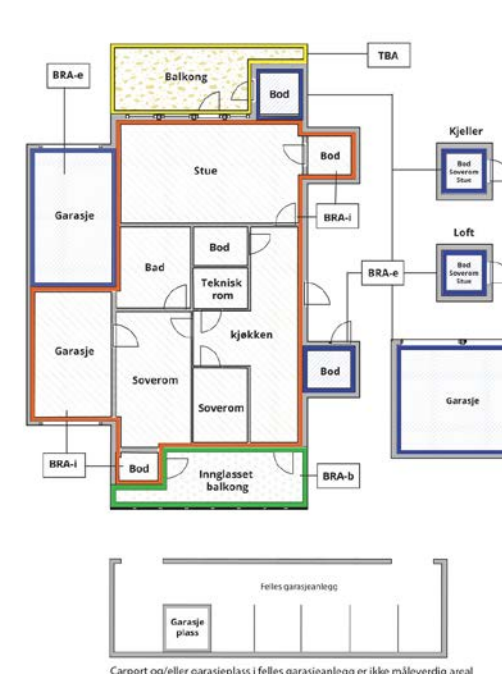 TBA
BRA-e
Balkong
Bod
Kjeller
Bod
Soverom
Stue
Bod
Stue
BRA-i
Garasje
Loft
Bod
Soverom
Stue
Bod
Bad
Teknisk
rom
BRA-e
kjøkken
Garasje
Soverom
Bod
Garasje
Soverom
BRA-i
Bod
Innglasset
balkong
BRA-b
Felles garasjeanlegg
Garasje
plass
Carport og/eller garasjeplass i felles garasjeanlegg er ikke måleverdig areal